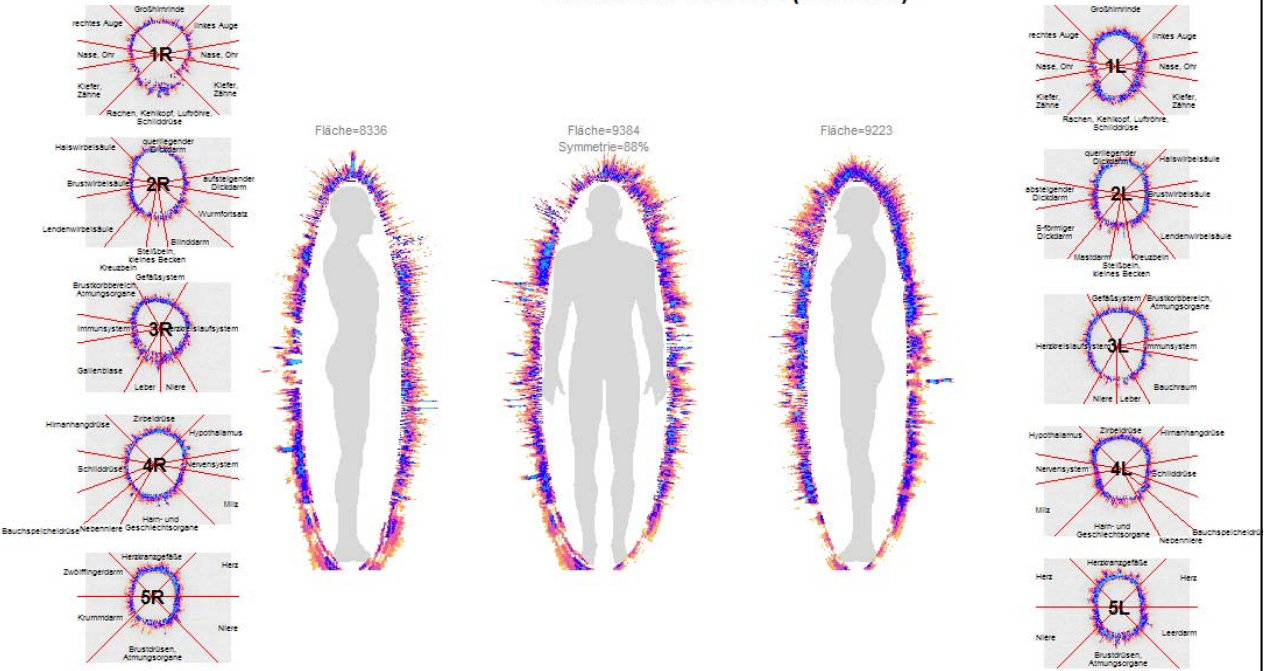 Großhirnrinde
rechtes Auge
linkes Auge
Nase, Ohr
1R
Nase, Ohr
Kiefer,
Zähne
Kiefer,
Zähne
Rachen, Kehlkopf, Luftröhre,
Schilddrüse
querliegender
Dickdarm
Halswirbelsäule
Brustwirbelsäule
2R
aufsteigender
Dickdarm
Wurmfortsatz
Lendenwirbelsäule
Blinddarm
Steißbein,
kleines Becken
Kreuzbein
Gefäßsystem
Brustkorbbereich,
Atmungsorgane
Immunsystem
3R
Herzkreislaufsystem
Gallenblase
Leber
Niere
Zirbeldrüse
Hirnanhangdrüse
Hypothalamus
Schilddrüse
4R
Nervensystem
Milz
Harn- und
Geschlechtsorgane
Bauchspeicheldrüse
Nebenniere
Herzkranzgefäße
Zwölffingerdarm
Herz
5R
Krummdarm
Niere
Brustdrüsen,
Atmungsorgane
Fläche=8336
Fläche=9384
Symmetrie=88%
Fläche=9223
Großhirnrinde
rechtes Auge
linkes Auge
Nase, Ohr
1L
Nase, Ohr
Kiefer,
Zähne
Kiefer,
Zähne
Rachen, Kehlkopf, Luftröhre,
Schilddrüse
querliegender
Dickdarm
Halswirbelsäule
absteigender
Dickdarm
2L
Brustwirbelsäule
S-förmiger
Dickdarm
Lendenwirbelsäule
Mastdarm
Kreuzbein
Steißbein,
kleines Becken
Gefäßsystem
Brustkorbbereich,
Atmungsorgane
Herzkreislaufsystem
3L
Immunsystem
Bauchraum
Niere
Leber
Zirbeldrüse
Hypothalamus
Hirnanhangdrüse
Nervensystem
4L
Schilddrüse
Milz
Harn- und
Geschlechtsorgane
Nebenniere
Bauchspeicheldrüse
Herzkranzgefäße
Herz
Herz
5L
Niere
Leerdarm
Brustdrüsen,
Atmungsorgane